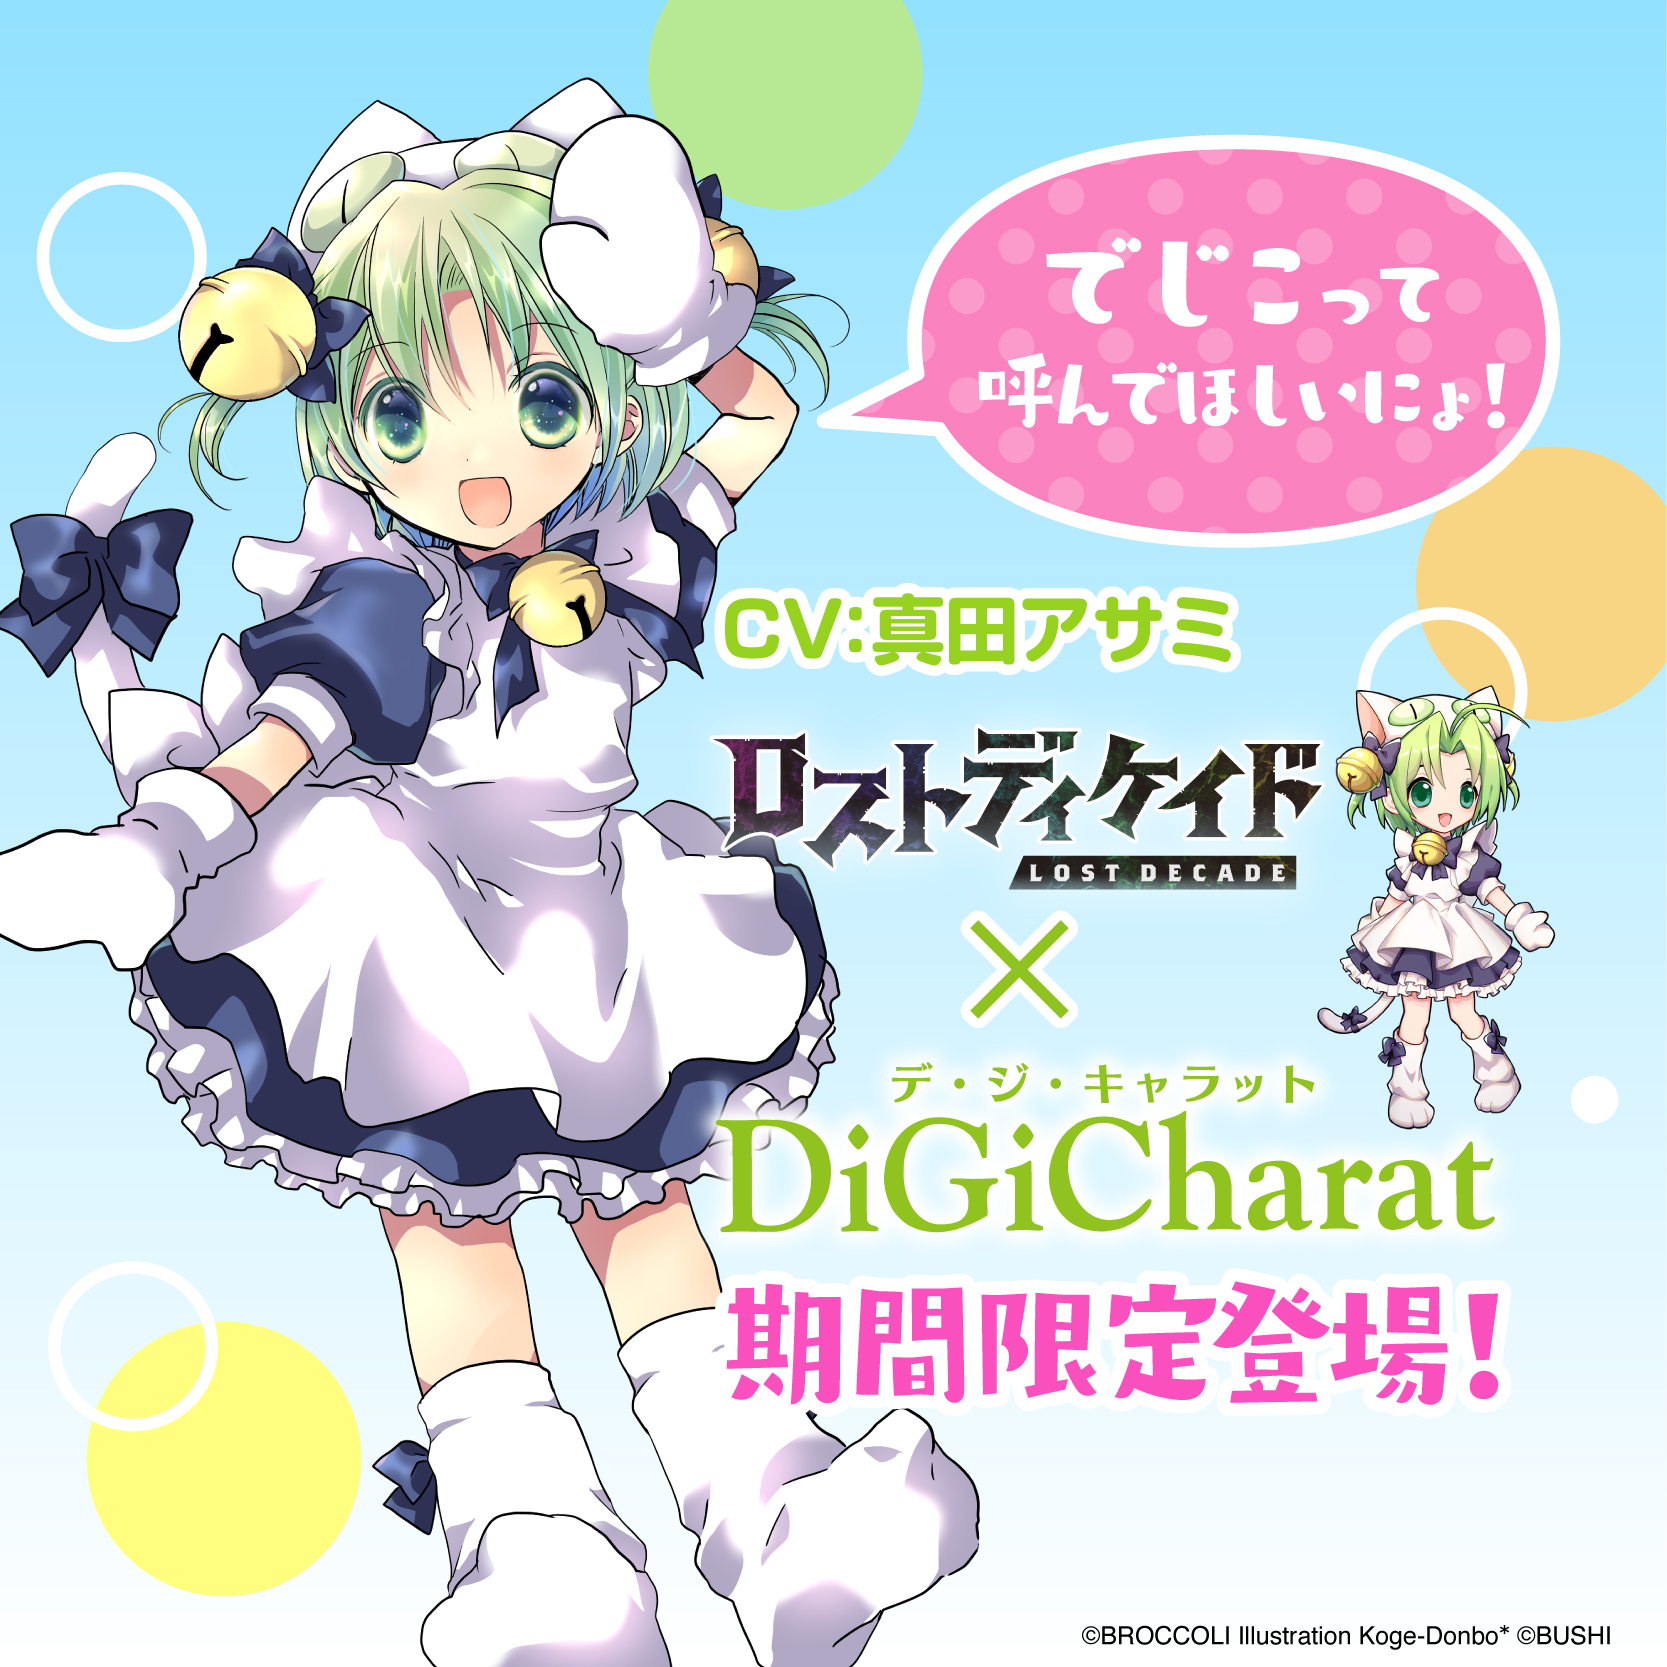 でじこって
呼んでほしいにょ!
CV:真田アサミ
ロストディケイド
LOST DECADE
×
デ・ジ・キャラット
DiGiCharat
期間限定登場!
©BROCCOLI Illustration Koge-Donbo* ©BUSHI